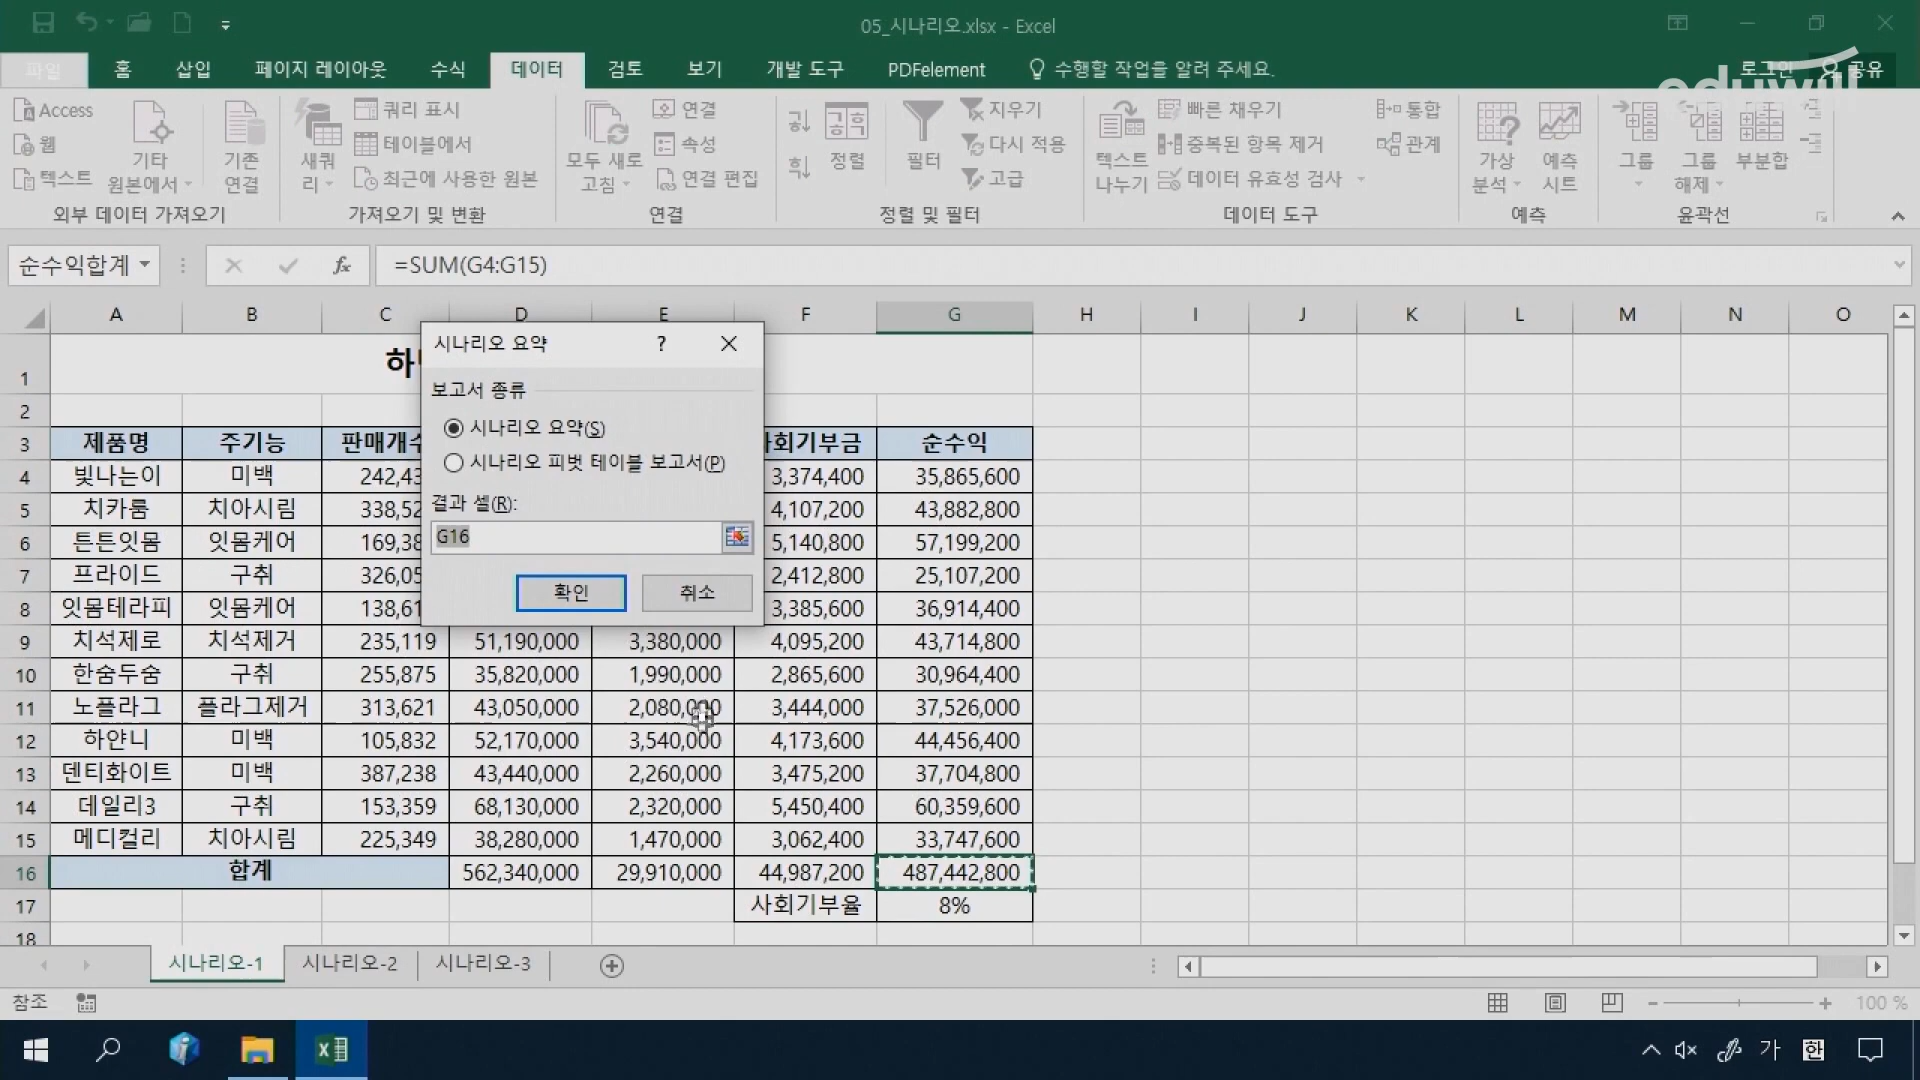 05_시나리오.xlsx - Excel
파일 홈 삽입 페이지 레이아웃 수식 데이터 검토 보기 개발 도구 PDFelement 수행할 작업을 알려 주세요. 로그인 공유
eduwill
Access 웹 텍스트 기타 원본에서 기존 연결
외부 데이터 가져오기
새 쿼리 쿼리 표시 테이블에서 최근에 사용한 원본
가져오기 및 변환
모두 새로 고침 연결 속성 연결 편집
연결
정렬 필터 지우기 다시 적용 고급
정렬 및 필터
텍스트 나누기 빠른 채우기 중복된 항목 제거 데이터 유효성 검사 통합 관계
데이터 도구
가상 분석 예측 시트
예측
그룹 그룹 해제 부분합
윤곽선
순수익합계 fx =SUM(G4:G15)
A B C D E F G H I J K L M N O
1 하
2
3 제품명 주기능 판매개수 사회기부금 순수익
4 빛나는이 미백 242,43 3,374,400 35,865,600
5 치카룸 치아시림 338,52 4,107,200 43,882,800
6 튼튼잇몸 잇몸케어 169,38 5,140,800 57,199,200
7 프라이드 구취 326,05 2,412,800 25,107,200
8 잇몸테라피 잇몸케어 138,61 3,385,600 36,914,400
9 치석제로 치석제거 235,119 51,190,000 3,380,000 4,095,200 43,714,800
10 한숨두숨 구취 255,875 35,820,000 1,990,000 2,865,600 30,964,400
11 노플라그 플라그제거 313,621 43,050,000 2,080,000 3,444,000 37,526,000
12 하얀니 미백 105,832 52,170,000 3,540,000 4,173,600 44,456,400
13 덴티화이트 미백 387,238 43,440,000 2,260,000 3,475,200 37,704,800
14 데일리3 구취 153,359 68,130,000 2,320,000 5,450,400 60,359,600
15 메디컬리 치아시림 225,349 38,280,000 1,470,000 3,062,400 33,747,600
16 합계 562,340,000 29,910,000 44,987,200 487,442,800
17 사회기부율 8%
18
시나리오 요약 ?
보고서 종류
시나리오 요약(S)
시나리오 피벗 테이블 보고서(P)
결과 셀(R):
G16
확인 취소
시나리오-1 시나리오-2 시나리오-3
참조 100 %
가 한